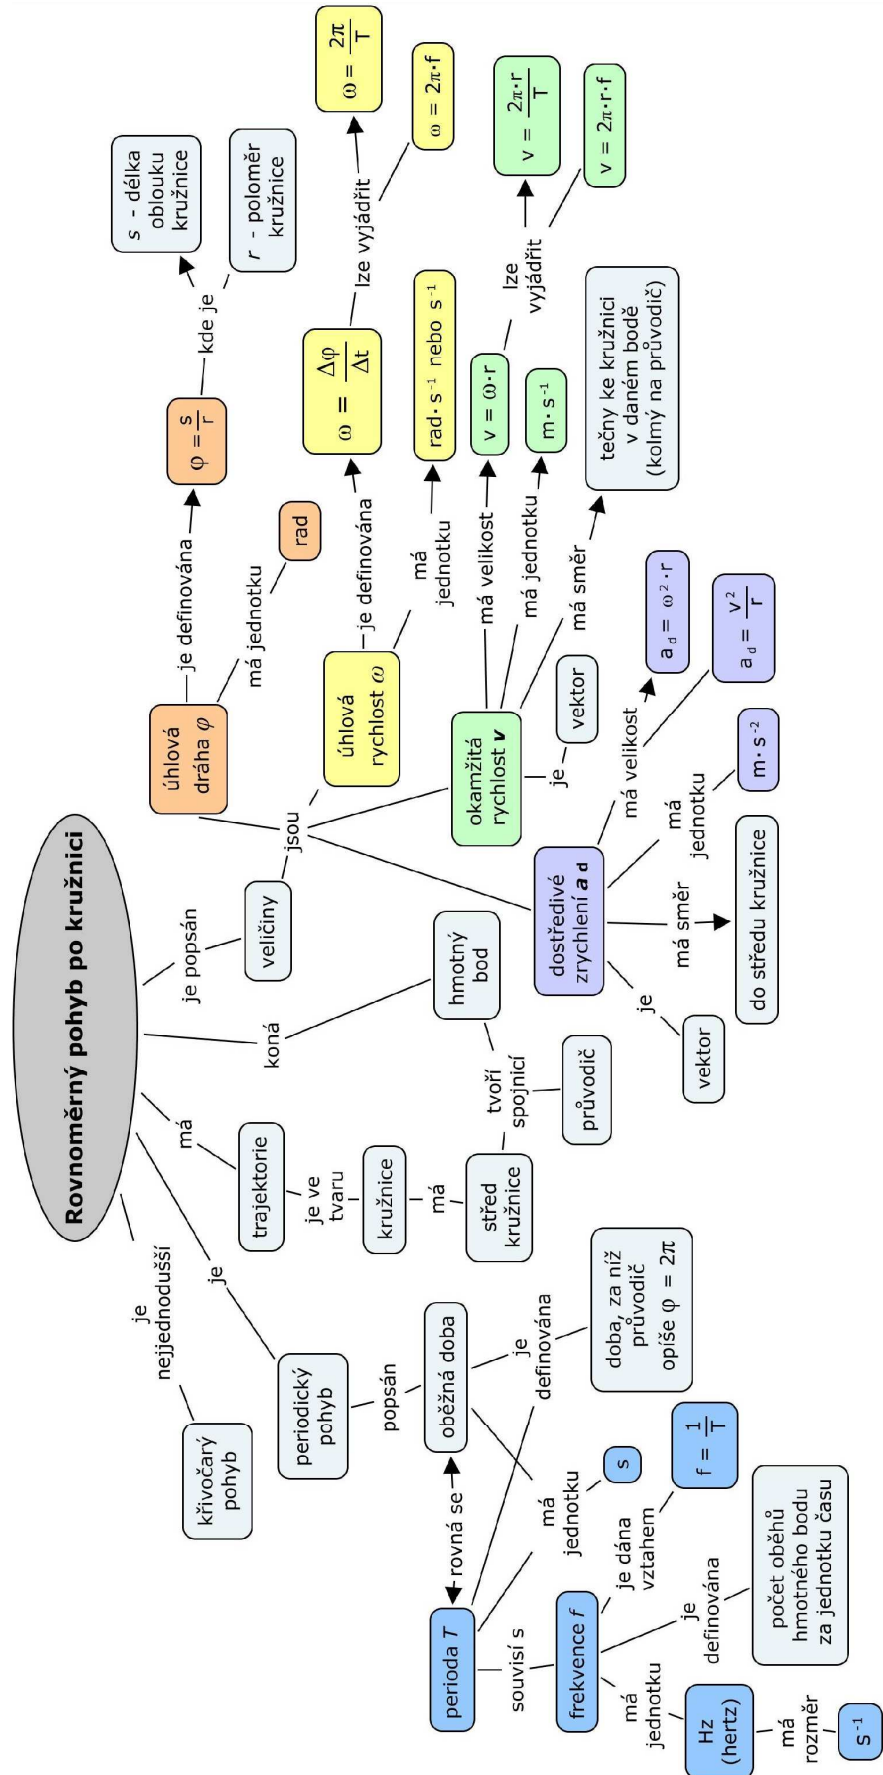 Rovnoměrný pohyb po kružnici
je
nejjednodušší
křivočarý
pohyb
je
periodický
pohyb
popsán
oběžná doba
rovná se
perioda T
je
definována
doba, za níž
průvodič
opíše φ = 2π
má
jednotku
s
souvisí s
frekvence f
je dána
vztahem
f = 1/T
je
definována
počet oběhů
hmotného bodu
za jednotku času
má
jednotku
Hz
(hertz)
má
rozměr
s⁻¹
má
trajektorie
je ve
tvaru
kružnice
má
střed
kružnice
tvoří
spojnicí
průvodič
koná
hmotný
bod
je popsán
veličiny
jsou
úhlová
dráha φ
je definována
φ = s/r
kde je
s - délka
oblouku
kružnice
r - poloměr
kružnice
má jednotku
rad
úhlová
rychlost ω
je definována
ω = Δφ/Δt
lze vyjádřit
ω = 2π/T
ω = 2π·f
má
jednotku
rad· s⁻¹ nebo s⁻¹
okamžitá
rychlost v
má velikost
v = ω·r
lze
vyjádřit
v = 2π·r/T
v = 2π·r·f
má jednotku
m· s⁻¹
má směr
tečny ke kružnici
v daném bodě
(kolmý na průvodič)
je
vektor
dostředivé
zrychlení a d
má velikost
a d = ω² ·r
a d = v²/r
má
jednotku
m· s⁻²
má směr
do středu kružnice
je
vektor